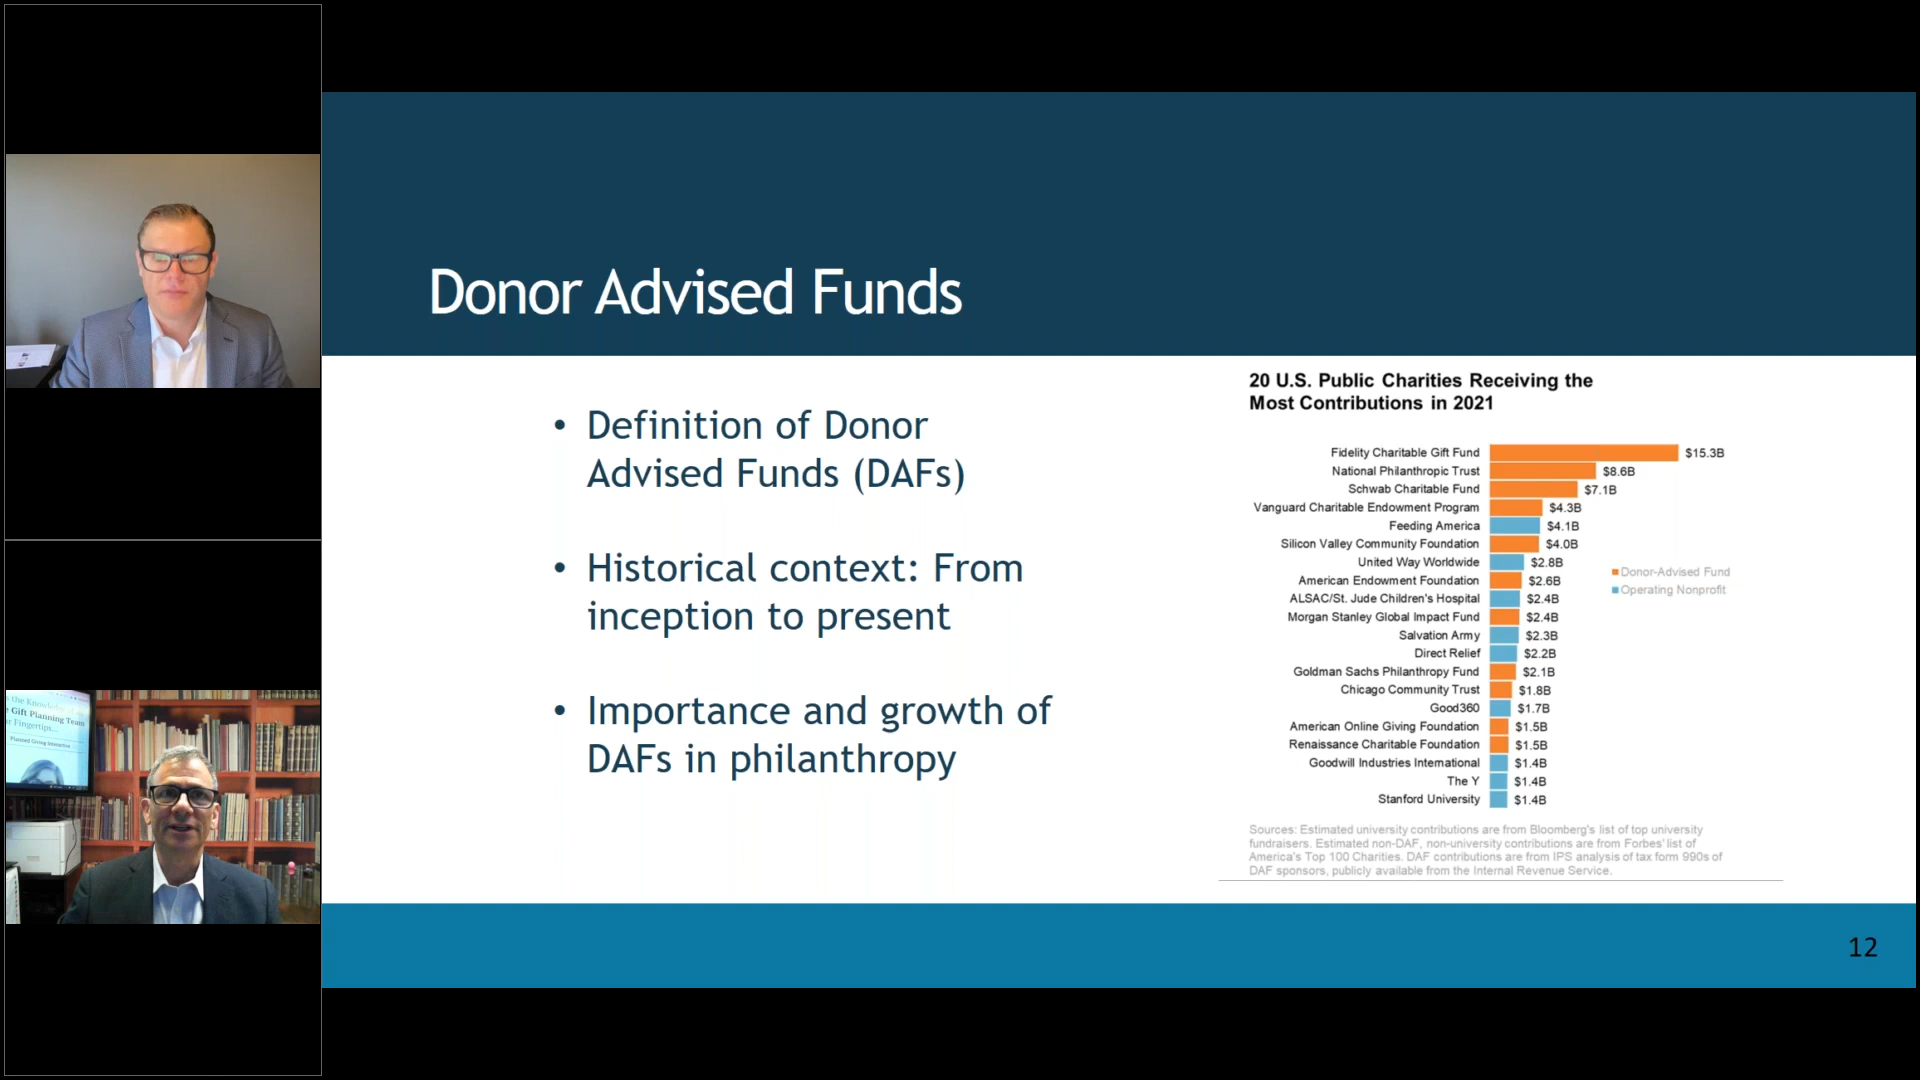 Donor Advised Funds
• Definition of Donor
Advised Funds (DAFs)
• Historical context: From
inception to present
• Importance and growth of
DAFs in philanthropy
20 U.S. Public Charities Receiving the
Most Contributions in 2021
Fidelity Charitable Gift Fund $15.3B
National Philanthropic Trust $8.6B
Schwab Charitable Fund $7.1B
Vanguard Charitable Endowment Program $4.3B
Feeding America $4.1B
Silicon Valley Community Foundation $4.0B
United Way Worldwide $2.8B
American Endowment Foundation $2.6B
ALSAC/St. Jude Children's Hospital $2.4B
Morgan Stanley Global Impact Fund $2.4B
Salvation Army $2.3B
Direct Relief $2.2B
Goldman Sachs Philanthropy Fund $2.1B
Chicago Community Trust $1.8B
Good360 $1.7B
American Online Giving Foundation $1.5B
Renaissance Charitable Foundation $1.5B
Goodwill Industries International $1.4B
The Y $1.4B
Stanford University $1.4B
Donor-Advised Fund
Operating Nonprofit
Sources: Estimated university contributions are from Bloomberg's list of top university
fundraisers. Estimated non-DAF, non-university contributions are from Forbes' list of
America's Top 100 Charities. DAF contributions are from IPS analysis of tax form 990s of
DAF sponsors, publicly available from the Internal Revenue Service.
12
the Knowledge
Gift Planning Team
Fingertips...
Planned Giving Interactive